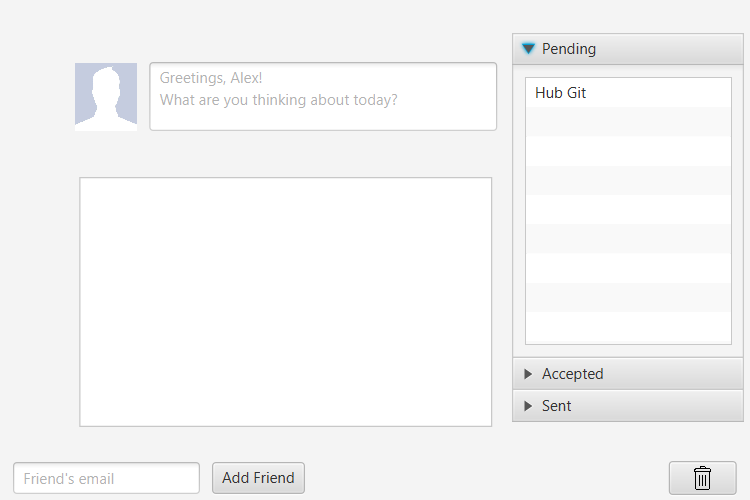 Greetings, Alex!
What are you thinking about today?
Pending
Hub Git
Accepted
Sent
Friend's email
Add Friend